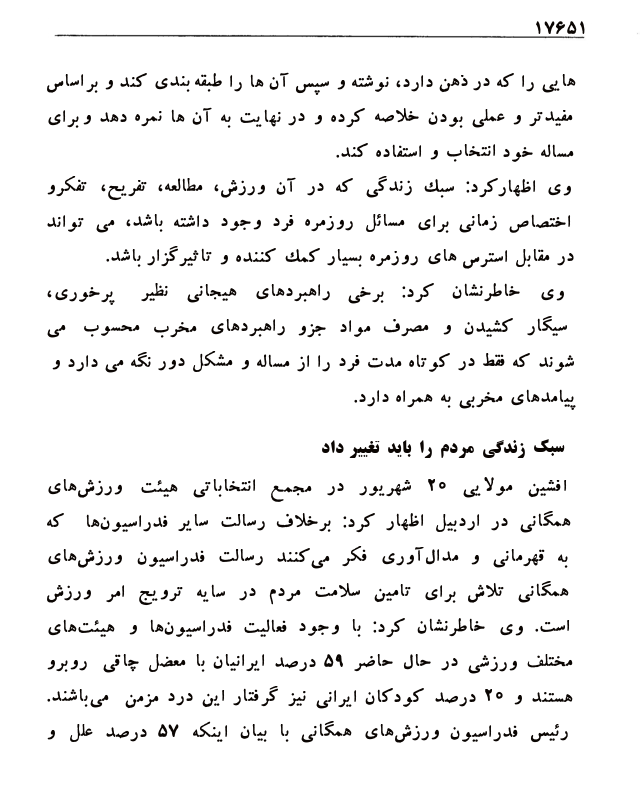 ۱۷۶۵۱
هایی را که در ذهن دارد، نوشته و سپس آن ها را طبقه بندی کند و براساس
مفیدتر و عملی بودن خلاصه کرده و در نهایت به آن ها نمره دهد وبرای
مساله خود انتخاب و استفاده کند.
وی اظهارکرد: سبك زندگی که در آن ورزش، مطالعه، تفریح، تفکرو
اختصاص زمانی برای مسائل روزمره فرد وجود داشته باشد، می تواند
در مقابل استرس های روزمره بسیار کمك کننده و تاثیرگزار باشد.
وی خاطرنشان کرد: برخی راهبردهای هیجانی نظیر پرخوری،
سیگار کشیدن و مصرف مواد جزو راهبردهای مخرب محسوب می
شوند که فقط در کوتاه مدت فرد را از مساله و مشکل دور نگه می دارد و
پیامدهای مخربی به همراه دارد.
سبک زندگی مردم را باید تغییر داد
افشین مولایی ۲۰ شهریور در مجمع انتخاباتی هیئت ورزش‌های
همگانی در اردبیل اظهار کرد: برخلاف رسالت سایر فدراسیون‌ها که
به قهرمانی و مدال‌آوری فکر می‌کنند رسالت فدراسیون ورزش‌های
همگانی تلاش برای تامین سلامت مردم در سایه ترویج امر ورزش
است. وی خاطرنشان کرد: با وجود فعالیت فدراسیون‌ها و هیئت‌های
مختلف ورزشی در حال حاضر ۵۹ درصد ایرانیان با معضل چاقی روبرو
هستند و ۲۰ درصد کودکان ایرانی نیز گرفتار این درد مزمن می‌باشند.
رئیس فدراسیون ورزش‌های همگانی با بیان اینکه ۵۷ درصد علل و